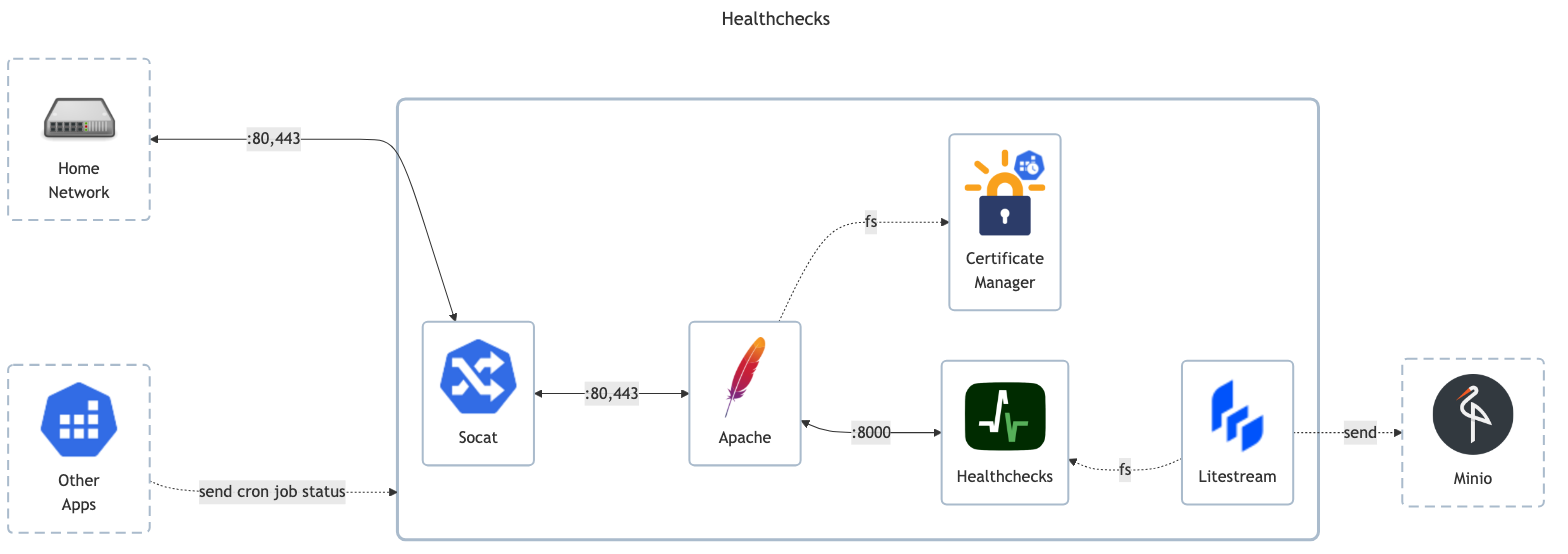 Healthchecks
:80,443
Home
Network
Certificate
Manager
fs
Socat
:80,443
Apache
:8000
Healthchecks
fs
Litestream
send
Minio
Other
Apps
send cron job status